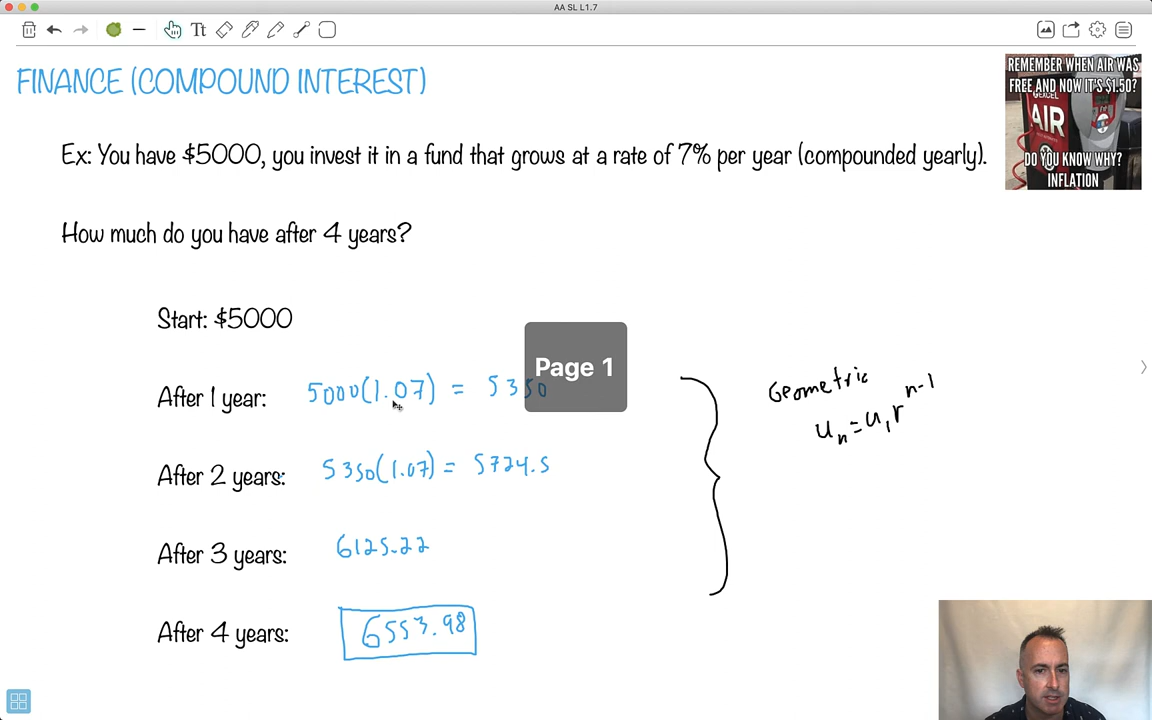 AA SL L1.7
Tt
FINANCE (COMPOUND INTEREST)
REMEMBER WHEN AIR WAS
FREE AND NOW IT'S $1.50?
AIR
DO YOU KNOW WHY?
INFLATION
Ex: You have $5000, you invest it in a fund that grows at a rate of 7% per year (compounded yearly).
How much do you have after 4 years?
Start: $5000
Page 1
After 1 year: 5000(1.07) = 5350
Geometric
uₙ = u₁ rⁿ⁻¹
After 2 years: 5350(1.07) = 5724.5
After 3 years: 6125.22
After 4 years: 6553.98